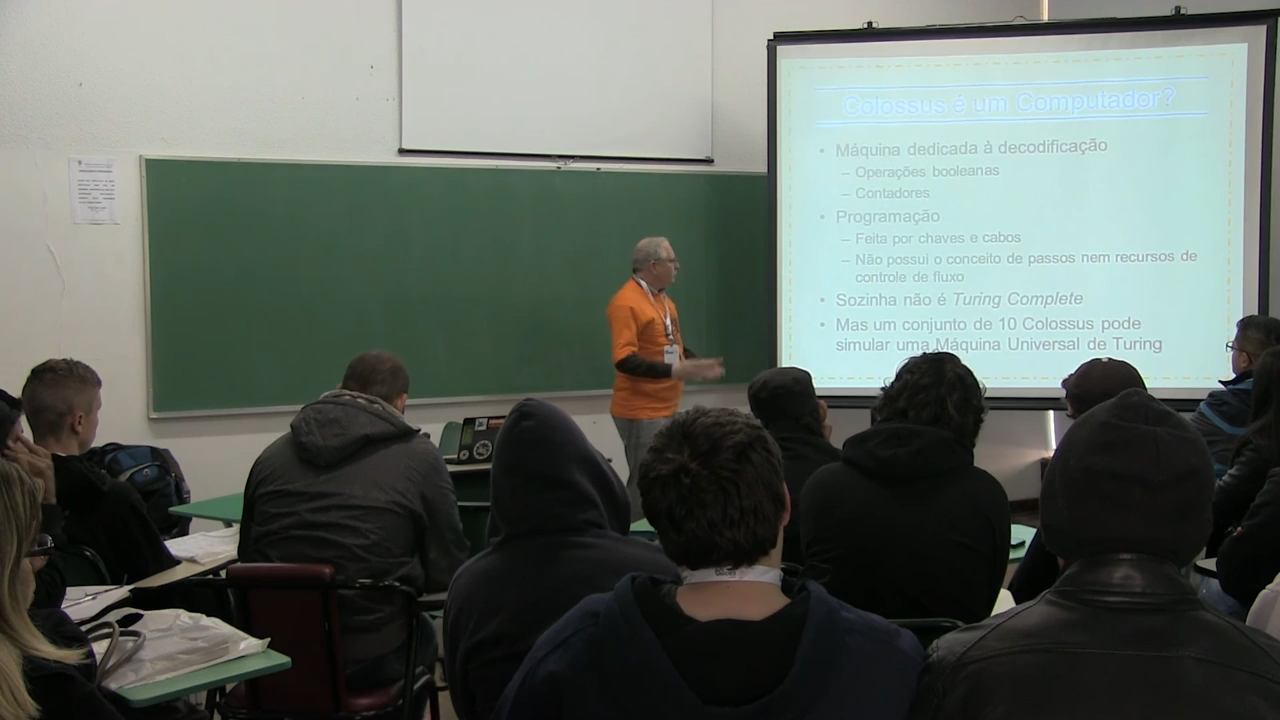 Colossus é um Computador?
• Máquina dedicada à decodificação
– Operações booleanas
– Contadores
• Programação
– Feita por chaves e cabos
– Não possui o conceito de passos nem recursos de
controle de fluxo
• Sozinha não é Turing Complete
• Mas um conjunto de 10 Colossus pode
simular uma Máquina Universal de Turing